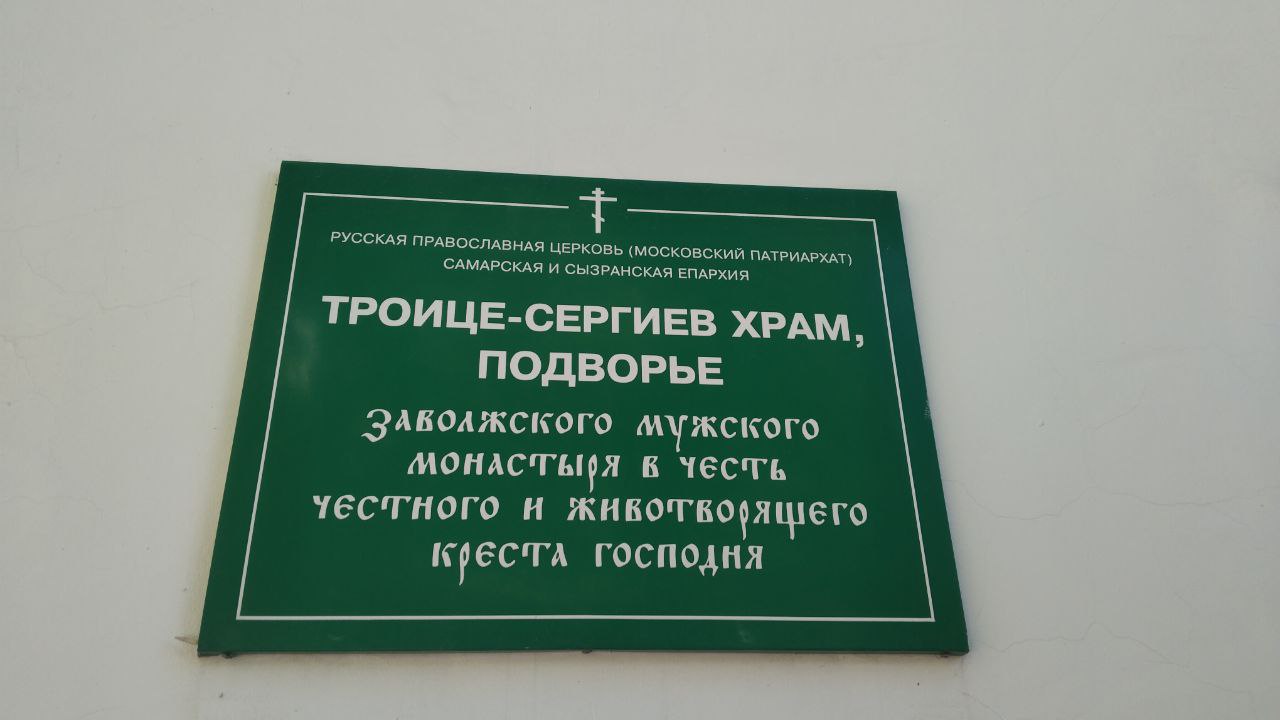 РУССКАЯ ПРАВОСЛАВНАЯ ЦЕРКОВЬ (МОСКОВСКИЙ ПАТРИАРХАТ)
САМАРСКАЯ И СЫЗРАНСКАЯ ЕПАРХИЯ
ТРОИЦЕ-СЕРГИЕВ ХРАМ,
ПОДВОРЬЕ
Заволжского мужского
монастыря в честь
честного и животворящего
креста господня